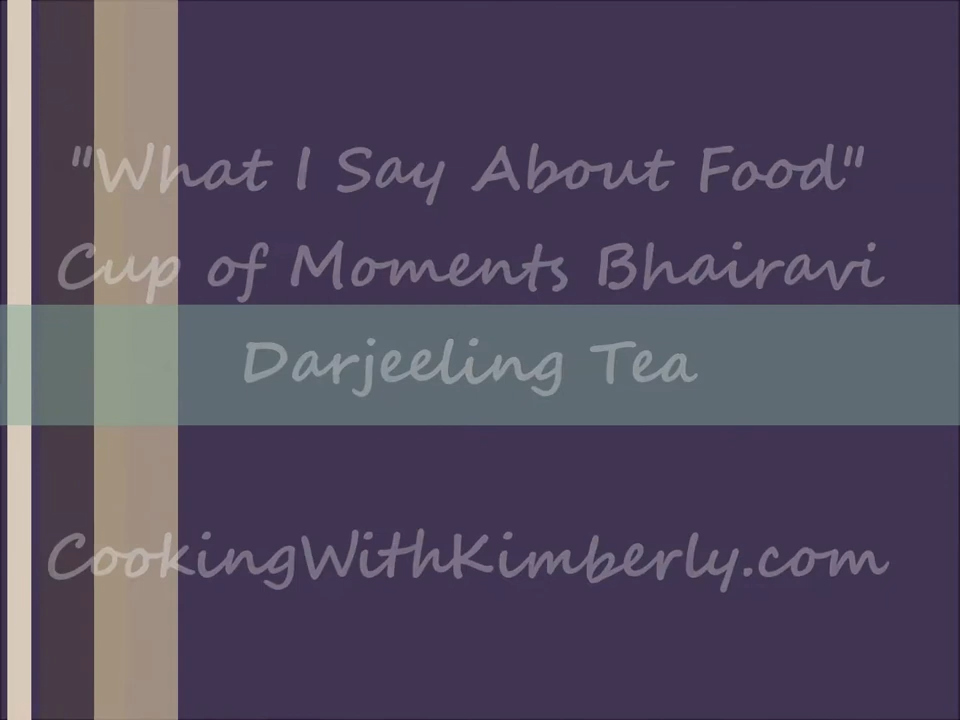 "What I Say About Food"
Cup of Moments Bhairavi
Darjeeling Tea
CookingWithKimberly.com